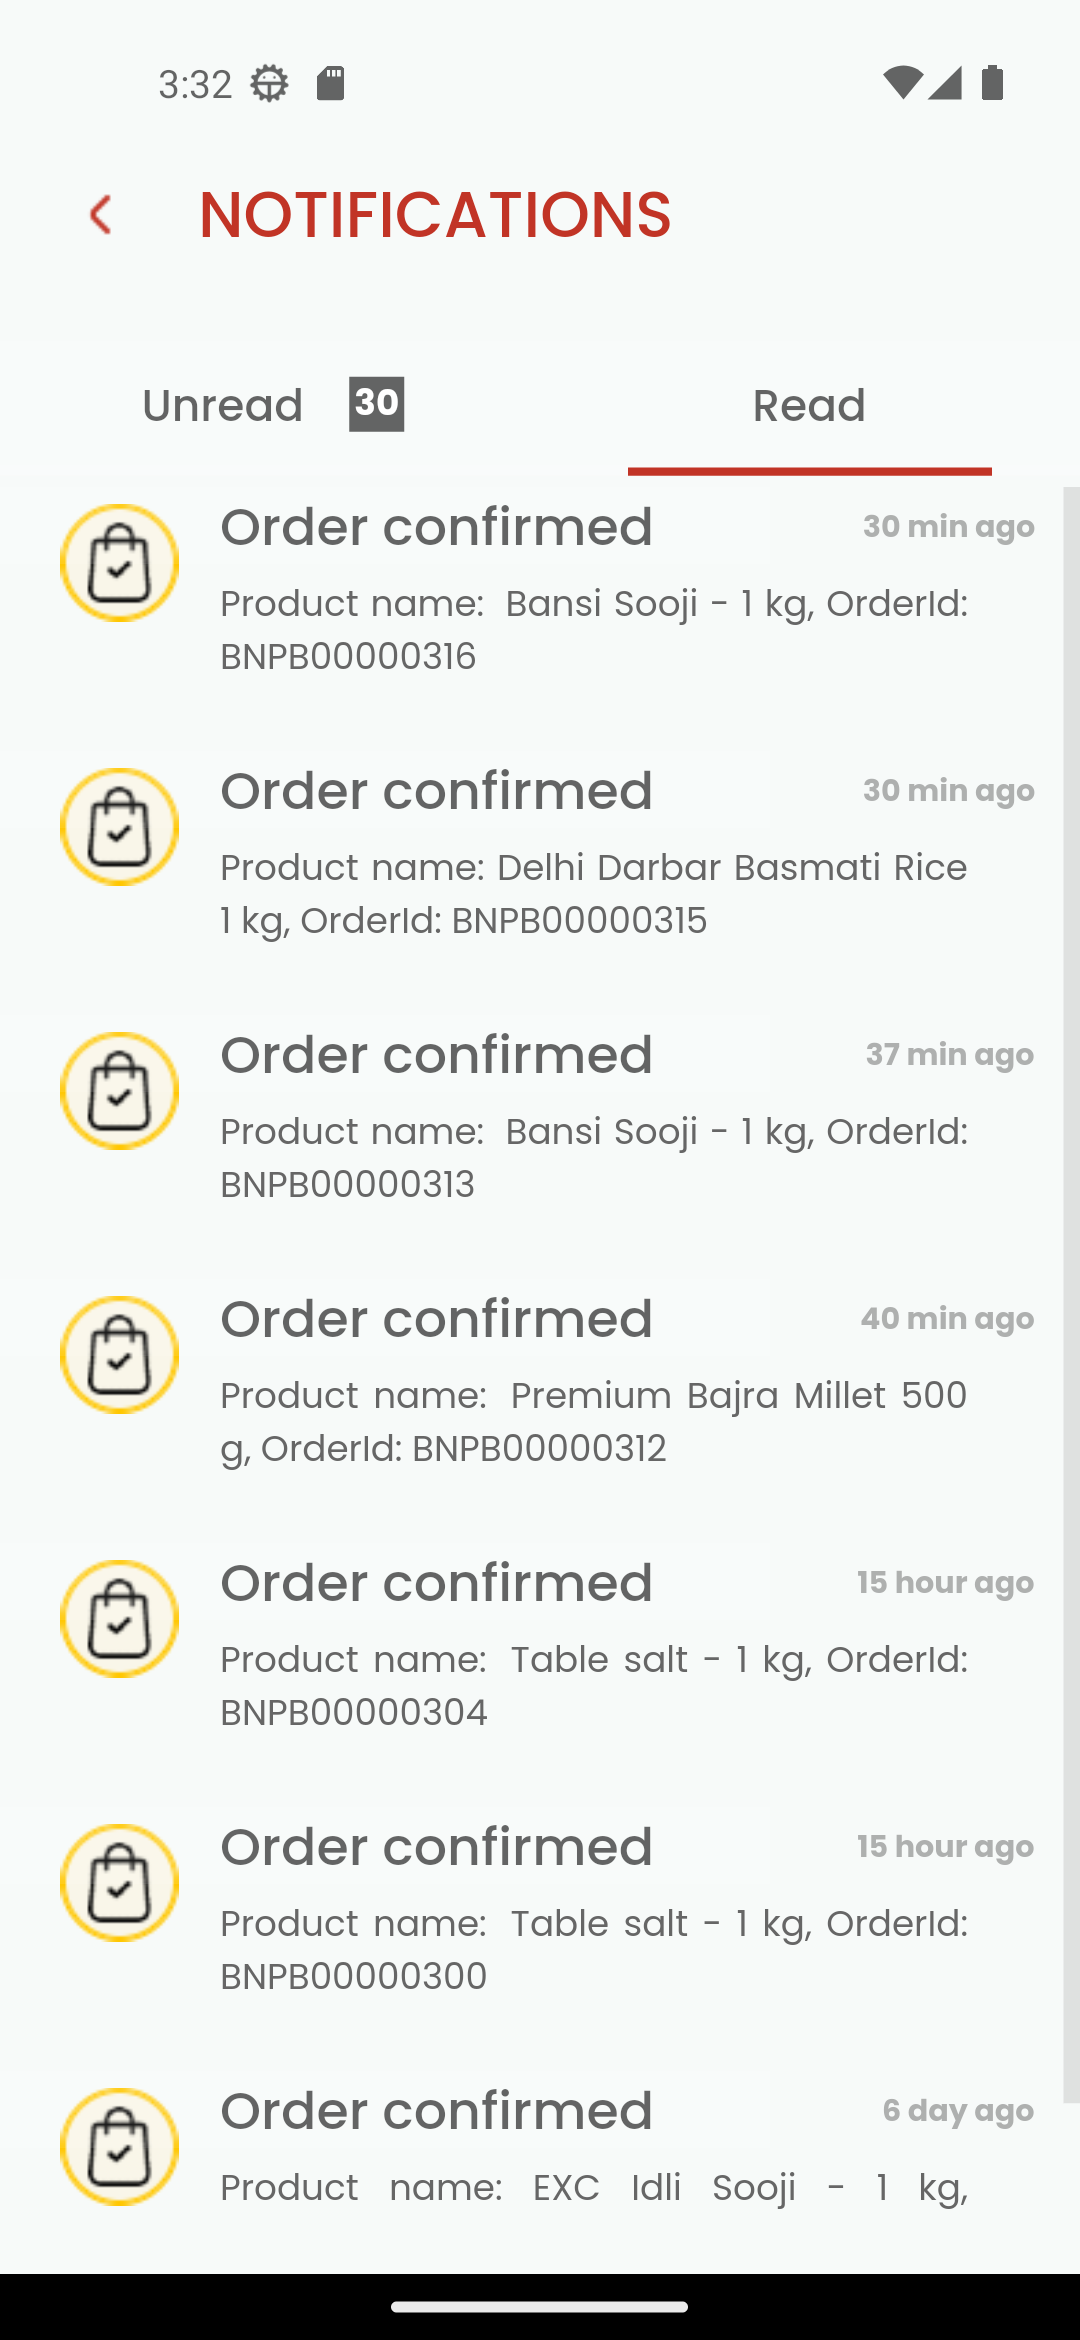 3:32
NOTIFICATIONS
Unread 30 Read
Order confirmed 30 min ago
Product name: Bansi Sooji - 1 kg, OrderId:
BNPB00000316
Order confirmed 30 min ago
Product name: Delhi Darbar Basmati Rice
1 kg, OrderId: BNPB00000315
Order confirmed 37 min ago
Product name: Bansi Sooji - 1 kg, OrderId:
BNPB00000313
Order confirmed 40 min ago
Product name: Premium Bajra Millet 500
g, OrderId: BNPB00000312
Order confirmed 15 hour ago
Product name: Table salt - 1 kg, OrderId:
BNPB00000304
Order confirmed 15 hour ago
Product name: Table salt - 1 kg, OrderId:
BNPB00000300
Order confirmed 6 day ago
Product name: EXC Idli Sooji - 1 kg,